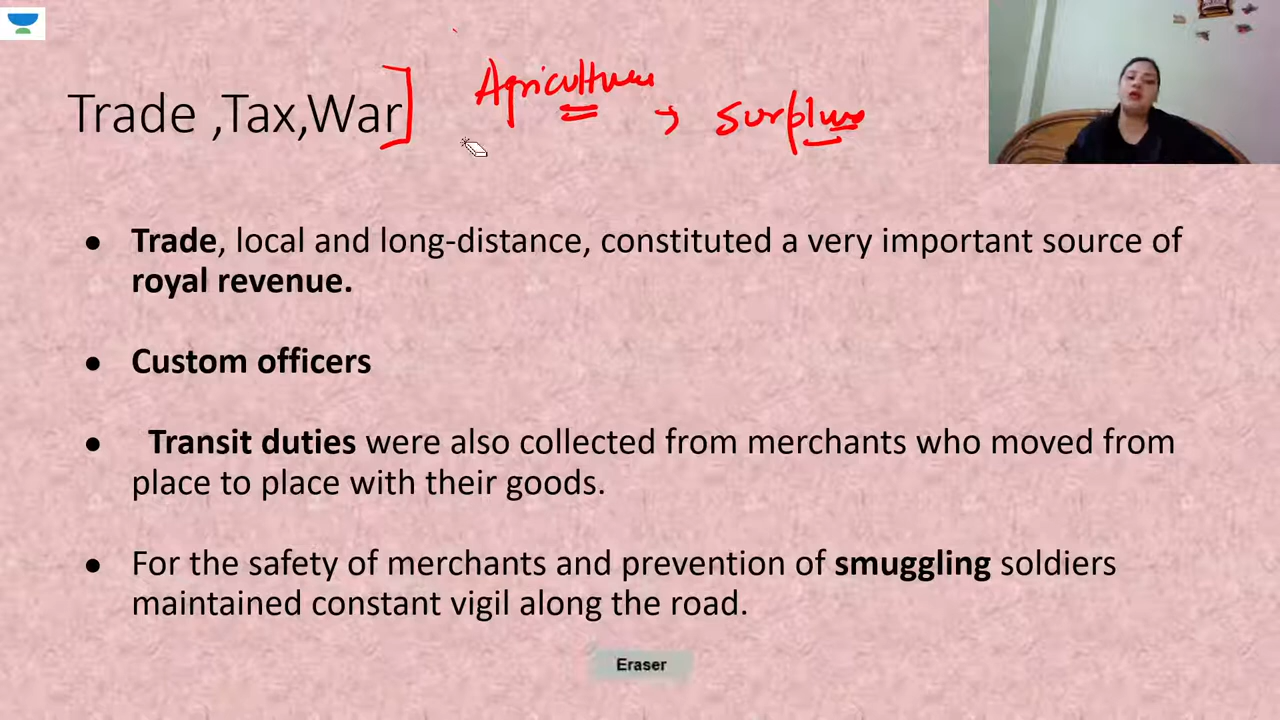 Agriculture
Trade ,Tax,War
→ surplus
● Trade, local and long-distance, constituted a very important source of
royal revenue.
● Custom officers
● Transit duties were also collected from merchants who moved from
place to place with their goods.
● For the safety of merchants and prevention of smuggling soldiers
maintained constant vigil along the road.
Eraser